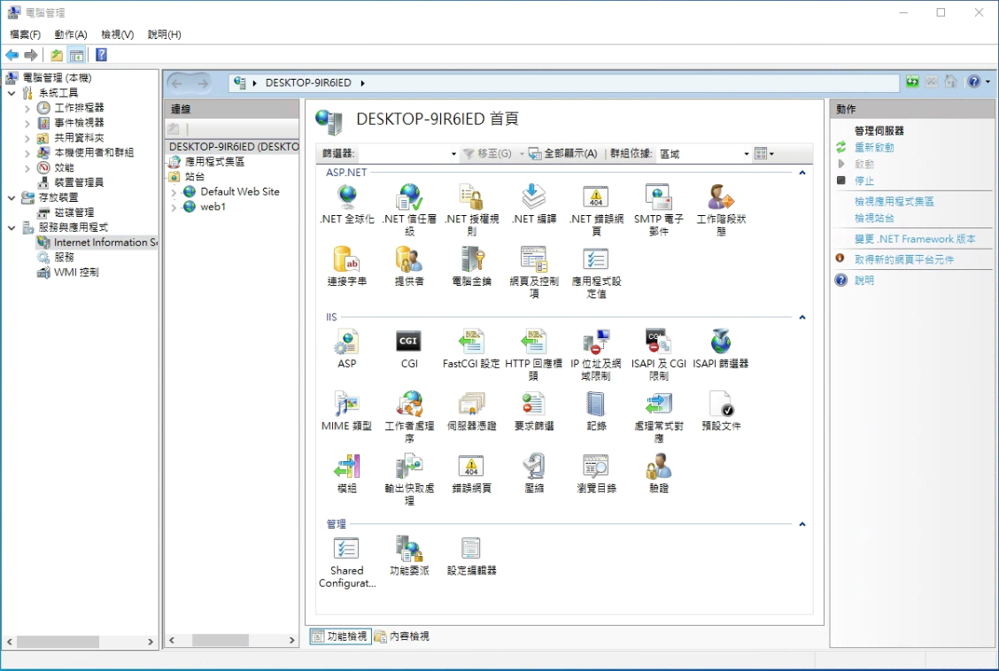 電腦管理
檔案(F) 動作(A) 檢視(V) 說明(H)
DESKTOP-9IR6IED
電腦管理 (本機)
系統工具
工作排程器
事件檢視器
共用資料夾
本機使用者和群組
效能
裝置管理員
存放裝置
磁碟管理
服務與應用程式
Internet Information Se
服務
WMI 控制
連線
DESKTOP-9IR6IED (DESKTO
應用程式集區
站台
Default Web Site
web1
DESKTOP-9IR6IED 首頁
篩選器: 移至(G) 全部顯示(A) 群組依據: 區域
ASP.NET
.NET 全球化
.NET 信任層級
.NET 授權規則
.NET 編譯
.NET 錯誤網頁
SMTP 電子郵件
工作階段狀態
連接字串
提供者
電腦金鑰
網頁及控制項
應用程式設定值
IIS
ASP
CGI
FastCGI 設定
HTTP 回應標頭
IP 位址及網域限制
ISAPI 及 CGI 限制
ISAPI 篩選器
MIME 類型
工作者處理序
伺服器憑證
要求篩選
記錄
處理常式對應
預設文件
模組
輸出快取處理
錯誤網頁
壓縮
瀏覽目錄
驗證
管理
Shared Configurat...
功能委派
設定編輯器
功能檢視 內容檢視
動作
管理伺服器
重新啟動
啟動
停止
檢視應用程式集區
檢視站台
變更 .NET Framework 版本
取得新的網頁平台元件
說明